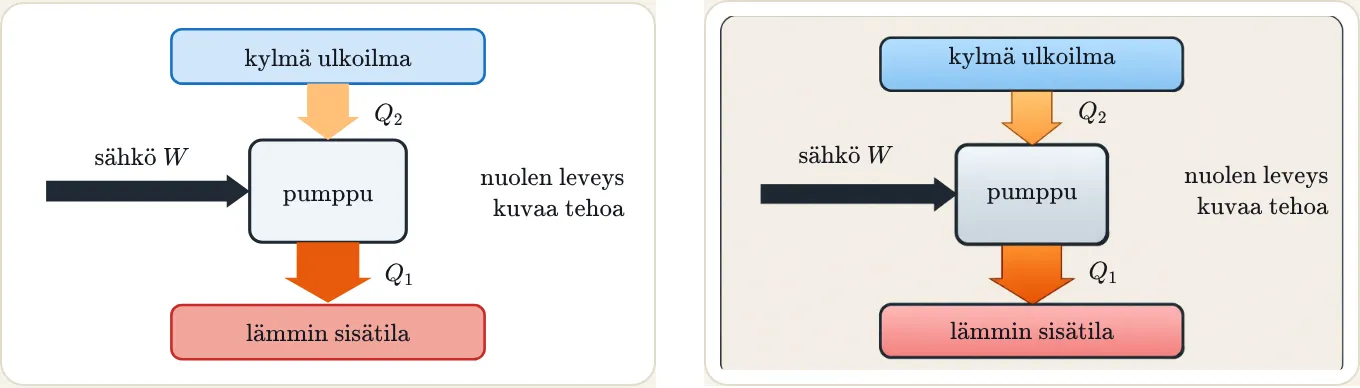 kylmä ulkoilma
Q₂
sähkö W
pumppu
nuolen leveys
kuvaa tehoa
Q₁
lämmin sisätila
kylmä ulkoilma
Q₂
sähkö W
pumppu
nuolen leveys
kuvaa tehoa
Q₁
lämmin sisätila